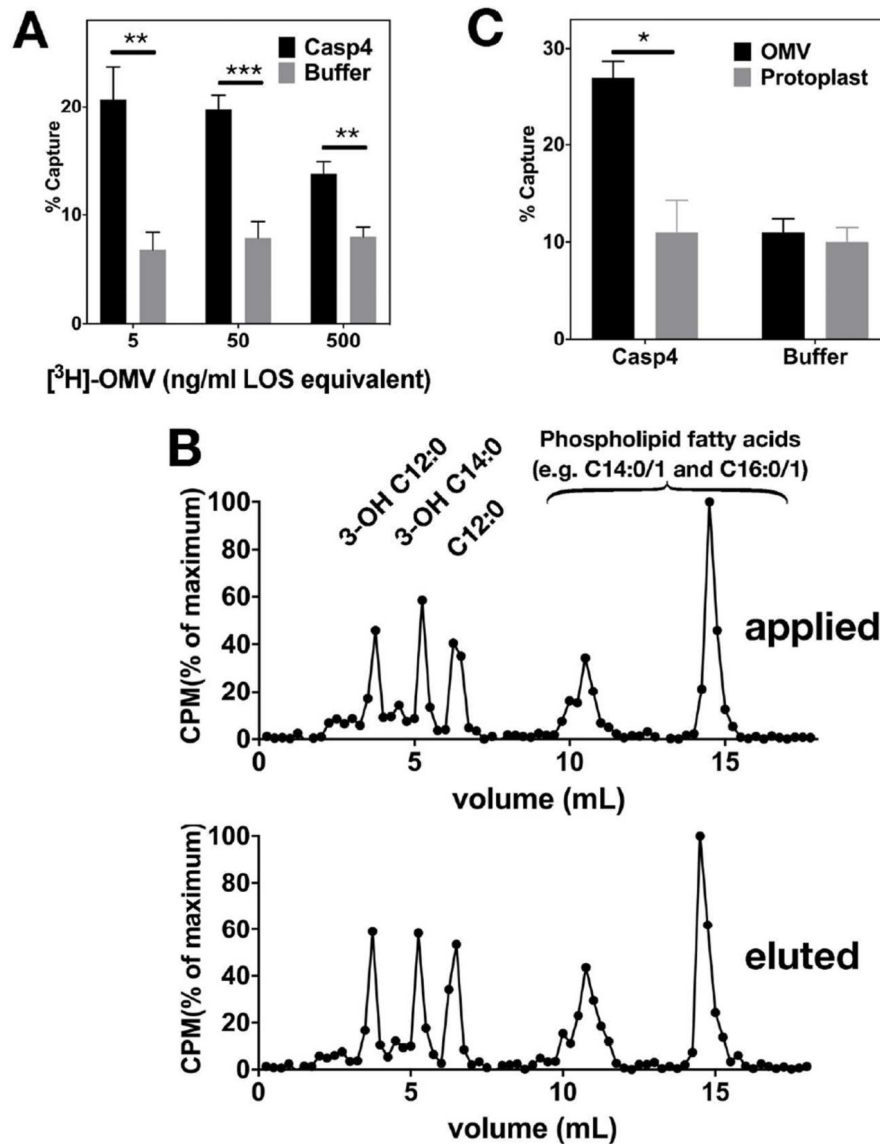 A
** Casp4
*** Buffer
**
20
10
0
% Capture
5 50 500
[³H]-OMV (ng/ml LOS equivalent)
C
* OMV
Protoplast
30
20
10
0
% Capture
Casp4 Buffer
B
3-OH C12:0
3-OH C14:0
C12:0
Phospholipid fatty acids
(e.g. C14:0/1 and C16:0/1)
CPM(% of maximum)
100
80
60
40
20
0
applied
0 5 10 15
volume (mL)
CPM(% of maximum)
100
80
60
40
20
0
eluted
0 5 10 15
volume (mL)